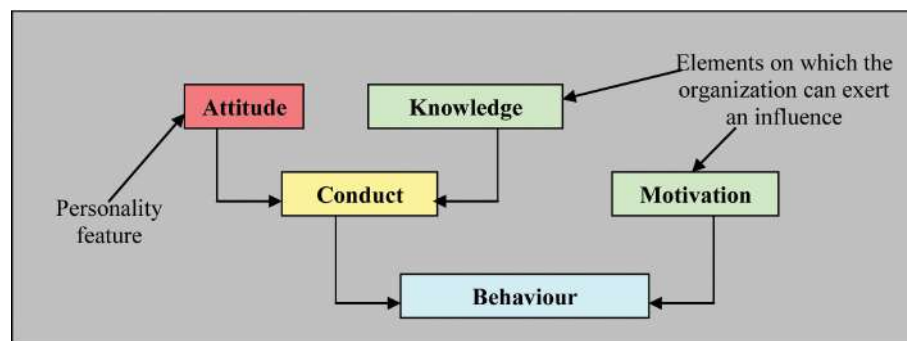 Elements on which the
organization can exert
an influence
Attitude
Knowledge
Personality
feature
Conduct
Motivation
Behaviour